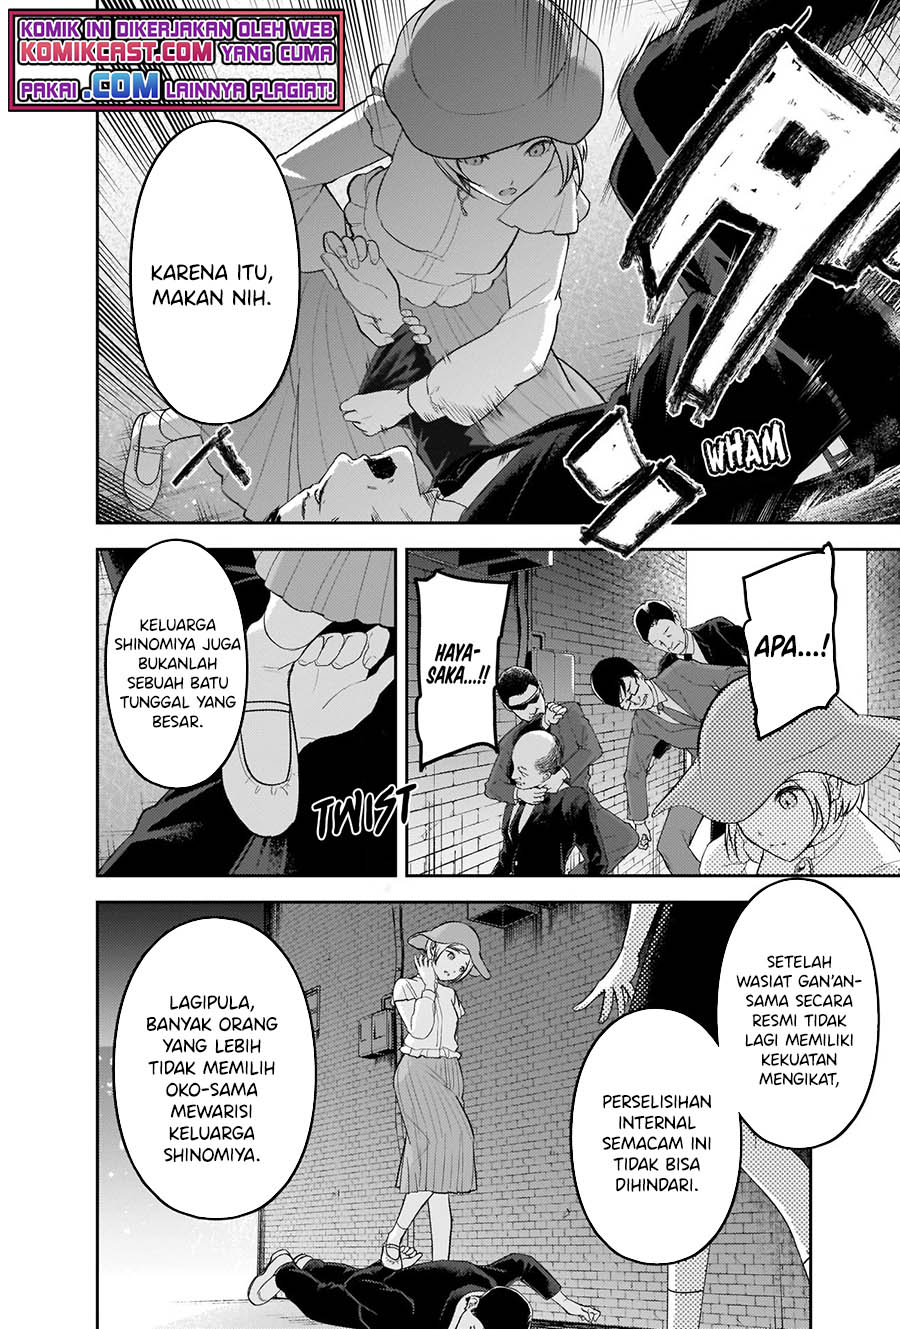 KOMIK INI DIKERJAKAN OLEH WEB
KOMIKCAST.COM YANG CUMA
PAKAI .COM LAINNYA PLAGIAT!
KARENA ITU,
MAKAN NIH.
WHAM
APA...!
HAYA-
SAKA...!!
KELUARGA
SHINOMIYA JUGA
BUKANLAH
SEBUAH BATU
TUNGGAL YANG
BESAR.
TWIST
SETELAH
WASIAT GAN'AN-
SAMA SECARA
RESMI TIDAK
LAGI MEMILIKI
KEKUATAN
MENGIKAT,
PERSELISIHAN
INTERNAL
SEMACAM INI
TIDAK BISA
DIHINDARI.
LAGIPULA,
BANYAK ORANG
YANG LEBIH
TIDAK MEMILIH
OKO-SAMA
MEWARISI
KELUARGA
SHINOMIYA.